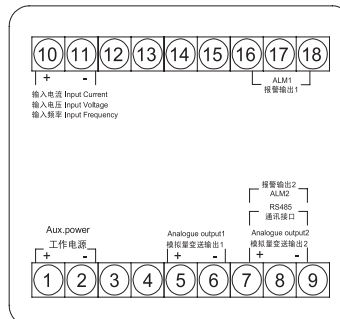 10 11 12 13 14 15 16 17 18
+ -
ALM1
报警输出1
输入电流 Input Current
输入电压 Input Voltage
输入频率 Input Frequency
报警输出2
ALM2
RS485
通讯接口
Aux.power
工作电源
+ -
Analogue output1
模拟量变送输出1
+ -
Analogue output2
模拟量变送输出2
+ -
1 2 3 4 5 6 7 8 9